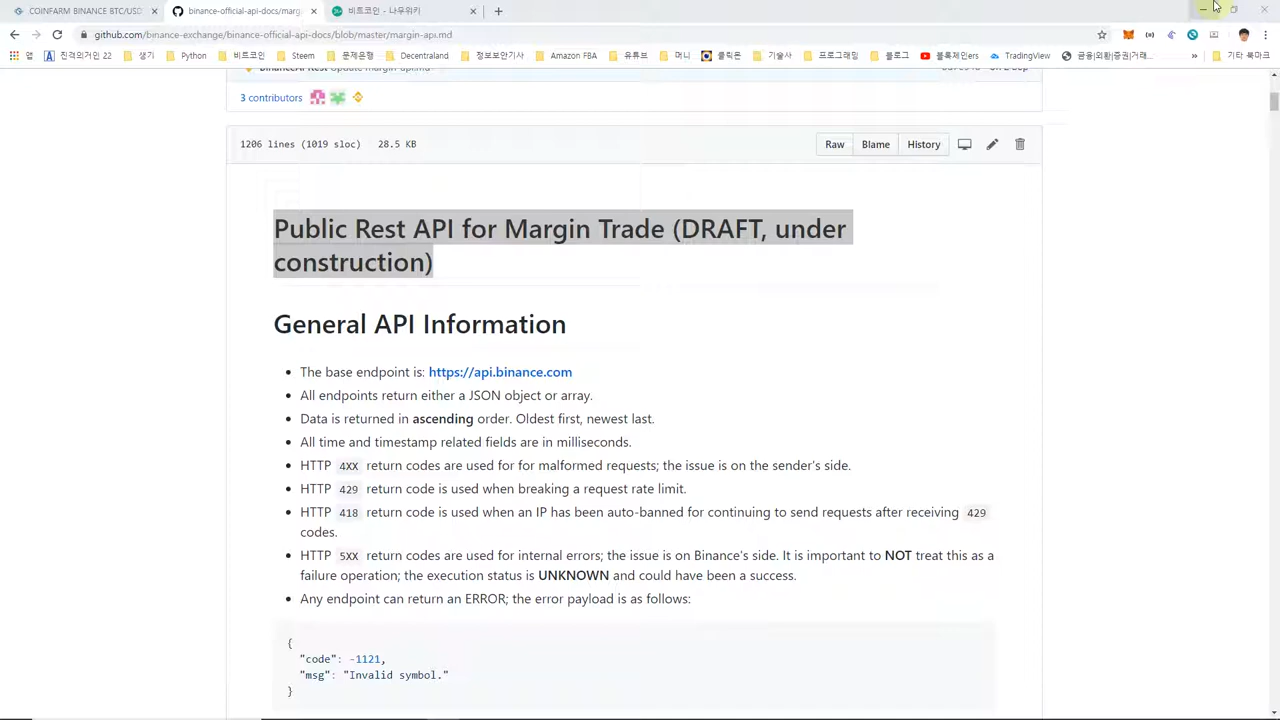 COINFARM BINANCE BTC/USD
binance-official-api-docs/marg
비트코인 - 나무위키
github.com/binance-exchange/binance-official-api-docs/blob/master/margin-api.md
진격의거인 22
생기
Python
비트코인
Steem
문제은행
Decentraland
정보보안기사
Amazon FBA
유튜브
머니
클릭몬
기술사
프로그래밍
블로그
블록체인ers
TradingView
금융|외환|증권|거래...
»
기타 북마크
3 contributors
1206 lines (1019 sloc) 28.5 KB
Raw Blame History
Public Rest API for Margin Trade (DRAFT, under
construction)
General API Information
The base endpoint is: https://api.binance.com
All endpoints return either a JSON object or array.
Data is returned in ascending order. Oldest first, newest last.
All time and timestamp related fields are in milliseconds.
HTTP 4XX return codes are used for for malformed requests; the issue is on the sender's side.
HTTP 429 return code is used when breaking a request rate limit.
HTTP 418 return code is used when an IP has been auto-banned for continuing to send requests after receiving 429
codes.
HTTP 5XX return codes are used for internal errors; the issue is on Binance's side. It is important to NOT treat this as a
failure operation; the execution status is UNKNOWN and could have been a success.
Any endpoint can return an ERROR; the error payload is as follows:
{
"code": -1121,
"msg": "Invalid symbol."
}